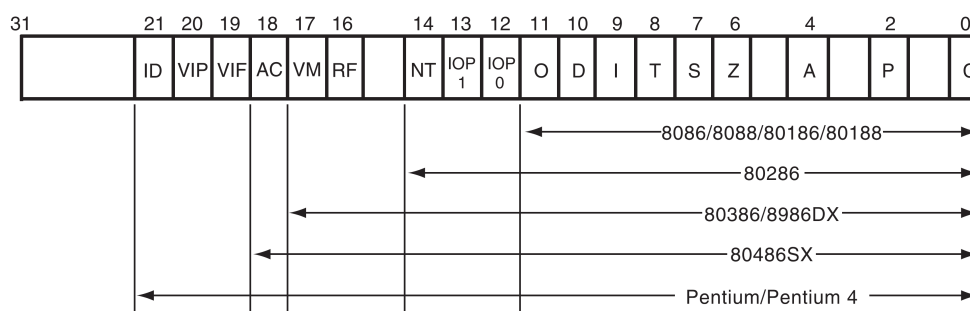 31 21 20 19 18 17 16 14 13 12 11 10 9 8 7 6 4 2 0
ID VIP VIF AC VM RF NT IOP 1 IOP 0 O D I T S Z A P C
8086/8088/80186/80188
80286
80386/8986DX
80486SX
Pentium/Pentium 4